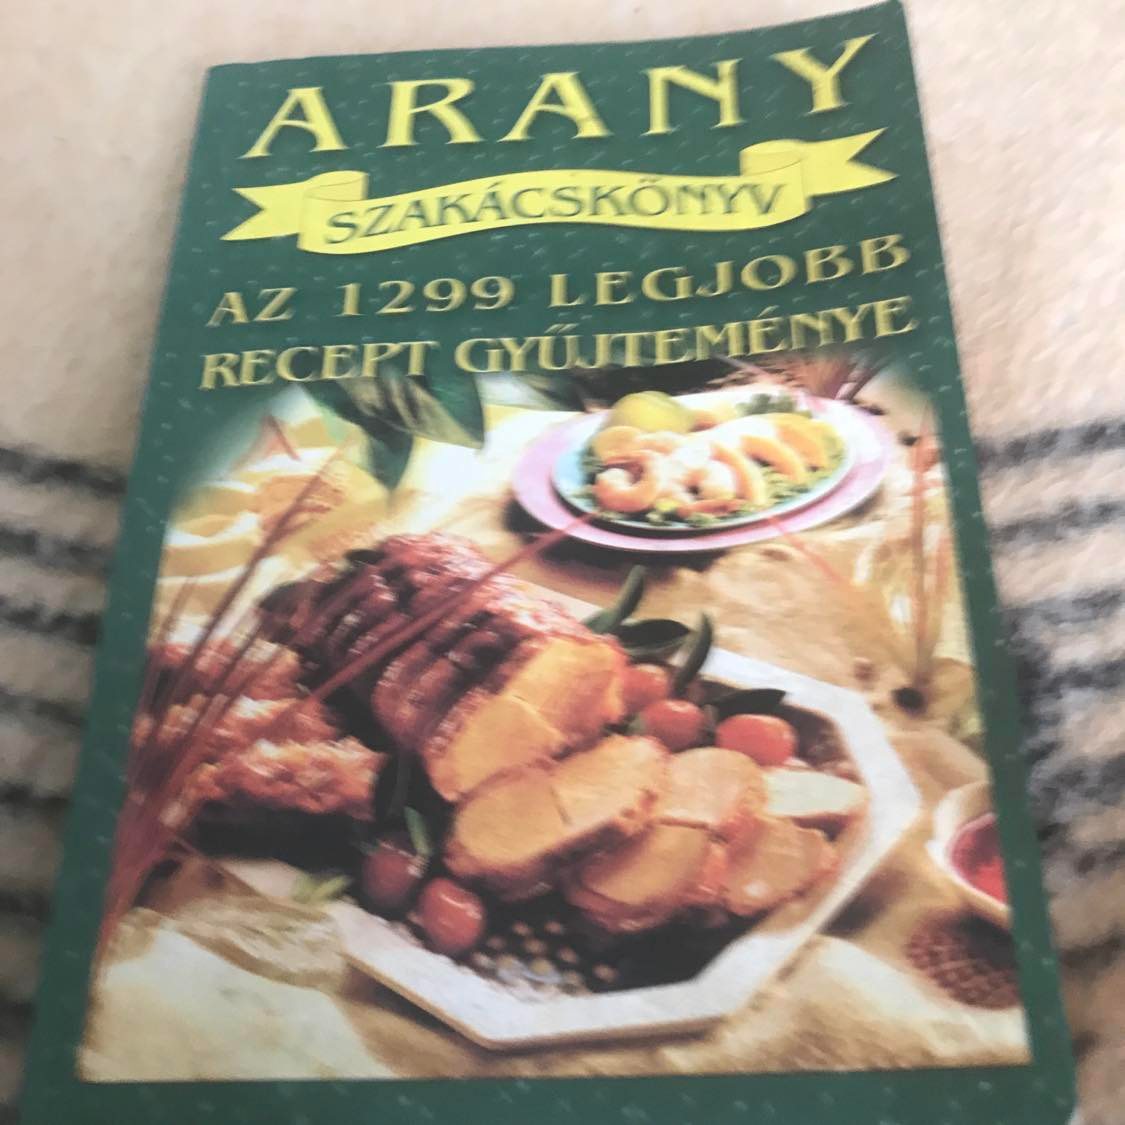 ARANY
SZAKÁCSKÖNYV
AZ 1299 LEGJOBB
RECEPT GYŰJTEMÉNYE